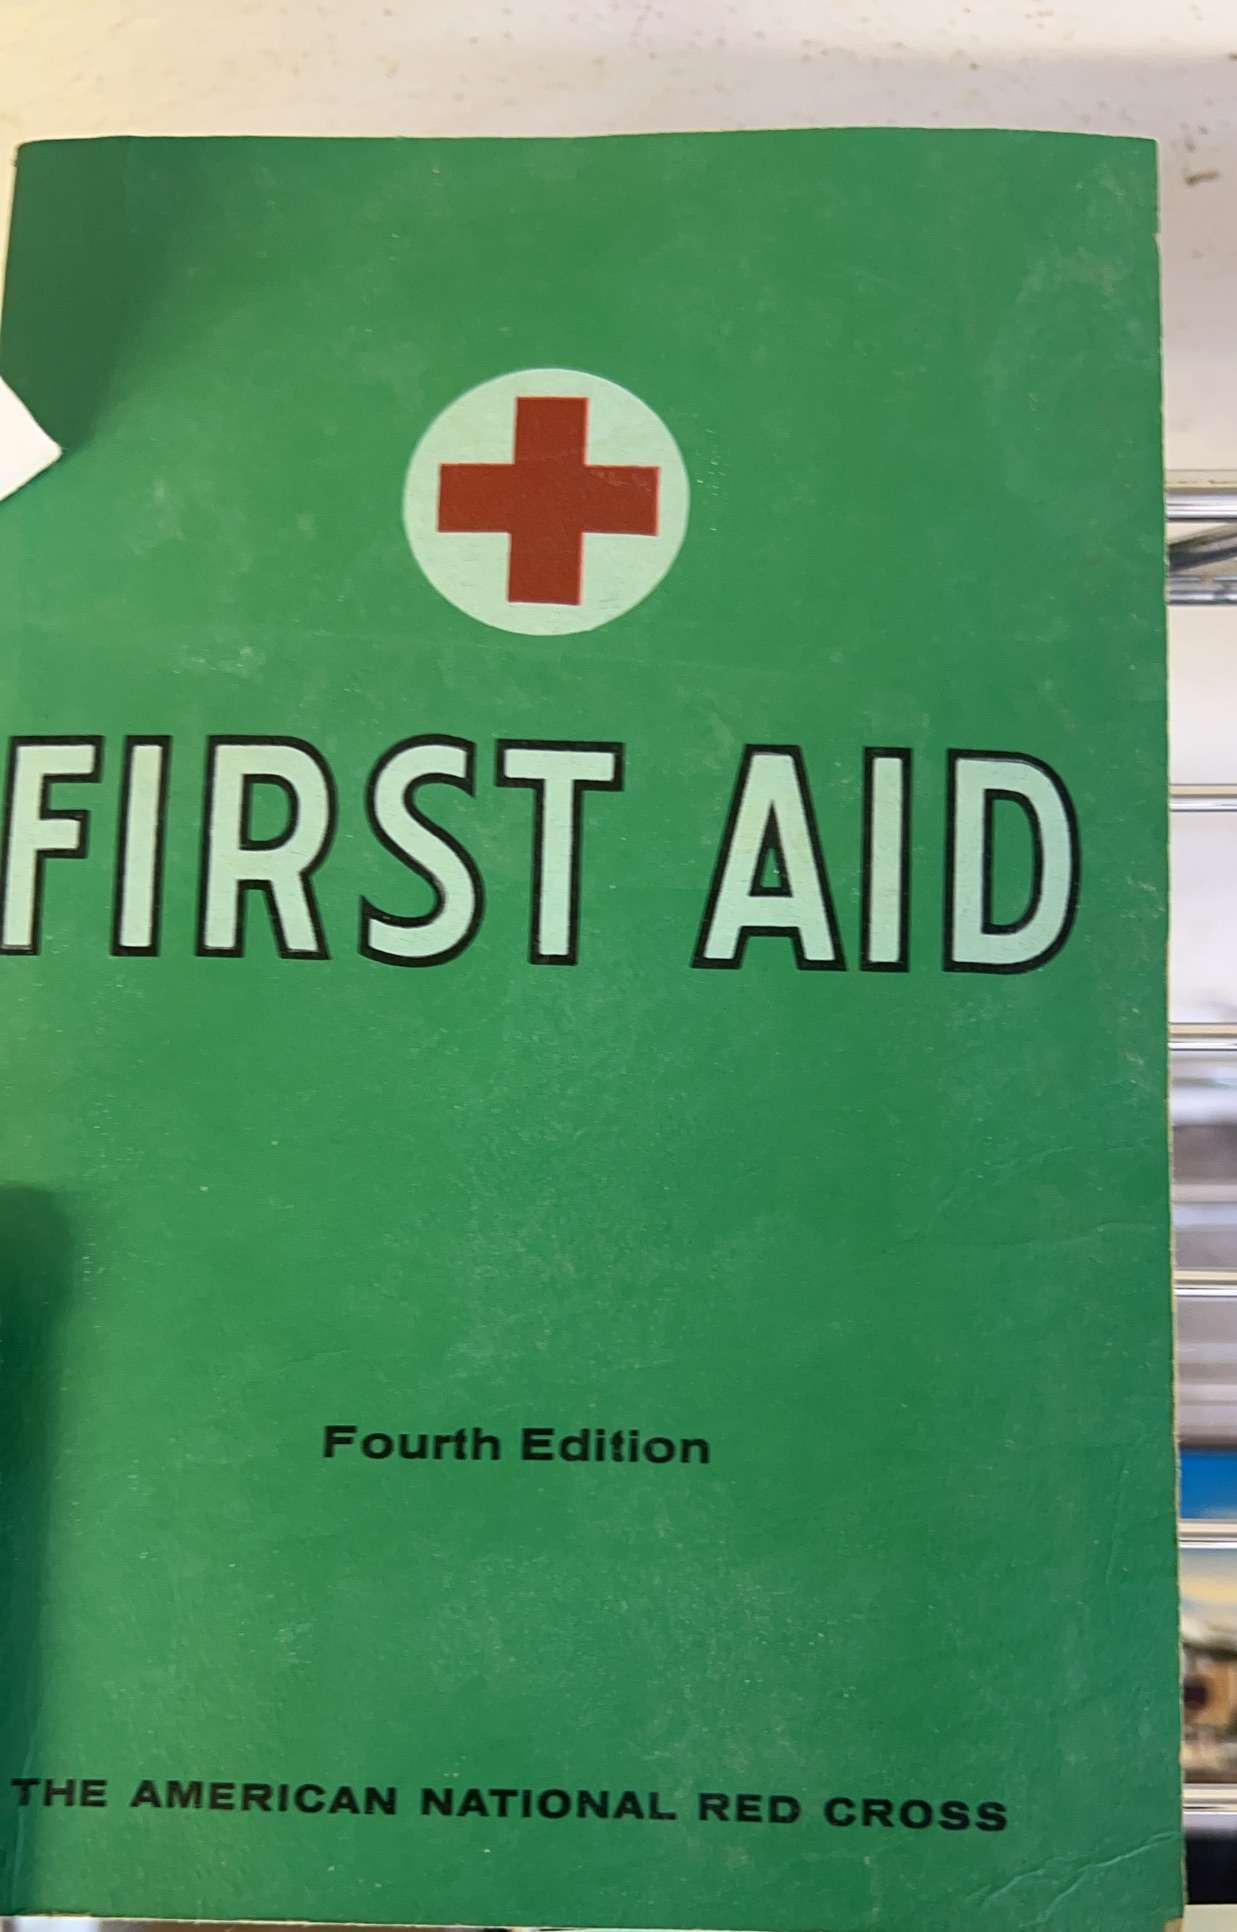 FIRST AID
Fourth Edition
THE AMERICAN NATIONAL RED CROSS